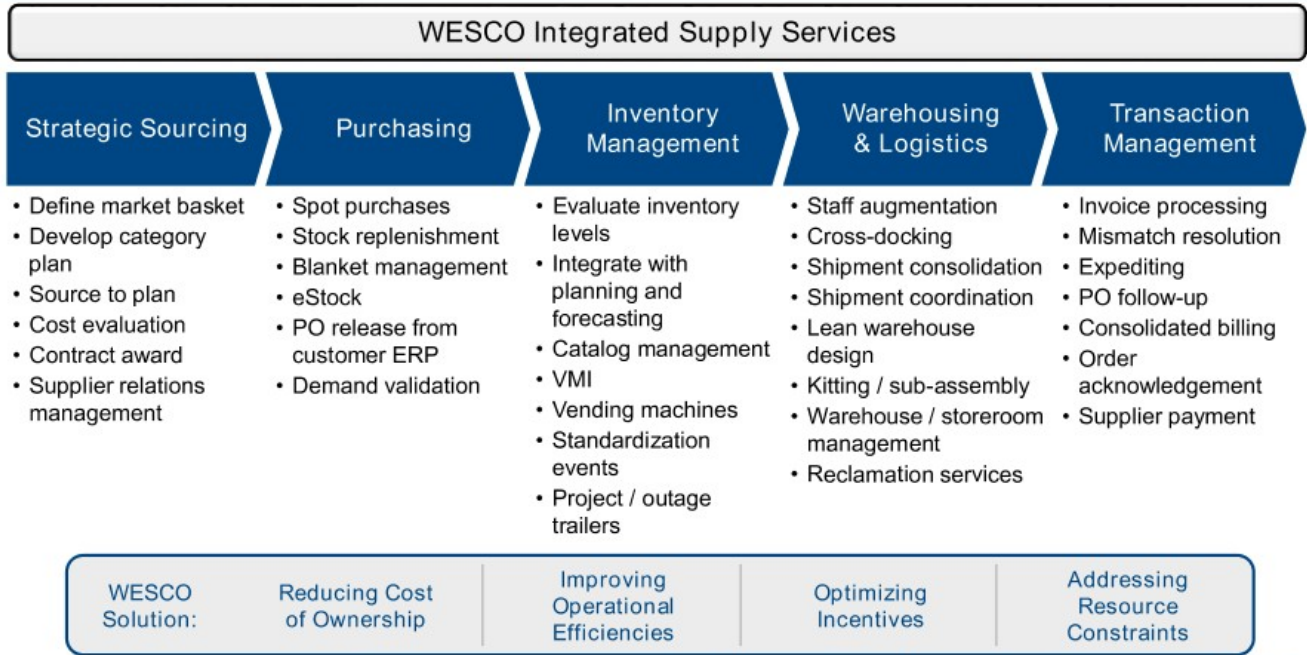 WESCO Integrated Supply Services
Strategic Sourcing
Purchasing
Inventory
Management
Warehousing
& Logistics
Transaction
Management
• Define market basket
• Develop category
plan
• Source to plan
• Cost evaluation
• Contract award
• Supplier relations
management
• Spot purchases
• Stock replenishment
• Blanket management
• eStock
• PO release from
customer ERP
• Demand validation
• Evaluate inventory
levels
• Integrate with
planning and
forecasting
• Catalog management
• VMI
• Vending machines
• Standardization
events
• Project / outage
trailers
• Staff augmentation
• Cross-docking
• Shipment consolidation
• Shipment coordination
• Lean warehouse
design
• Kitting / sub-assembly
• Warehouse / storeroom
management
• Reclamation services
• Invoice processing
• Mismatch resolution
• Expediting
• PO follow-up
• Consolidated billing
• Order
acknowledgement
• Supplier payment
WESCO
Solution:
Reducing Cost
of Ownership
Improving
Operational
Efficiencies
Optimizing
Incentives
Addressing
Resource
Constraints